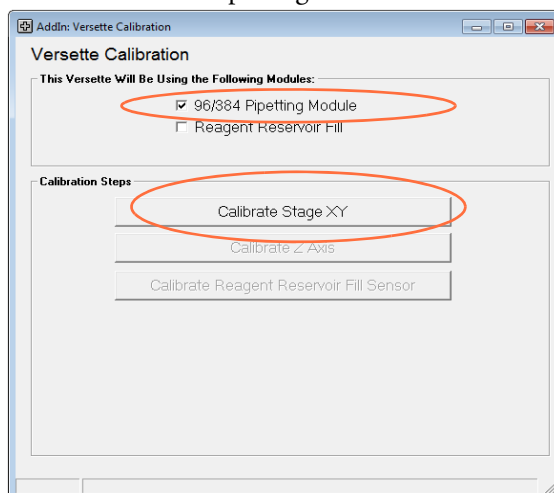 AddIn: Versette Calibration
Versette Calibration
This Versette Will Be Using the Following Modules:
96/384 Pipetting Module
Reagent Reservoir Fill
Calibration Steps
Calibrate Stage XY
Calibrate Z Axis
Calibrate Reagent Reservoir Fill Sensor